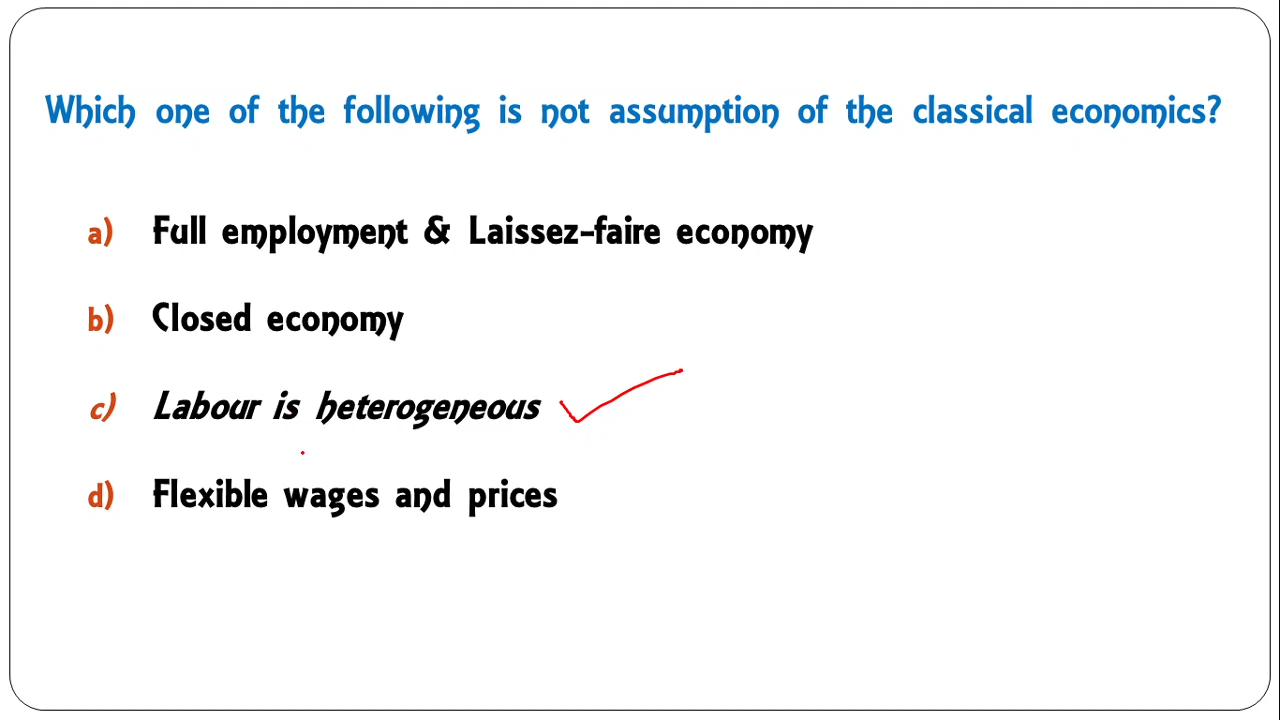 Which one of the following is not assumption of the classical economics?
a) Full employment & Laissez-faire economy
b) Closed economy
c) Labour is heterogeneous
d) Flexible wages and prices